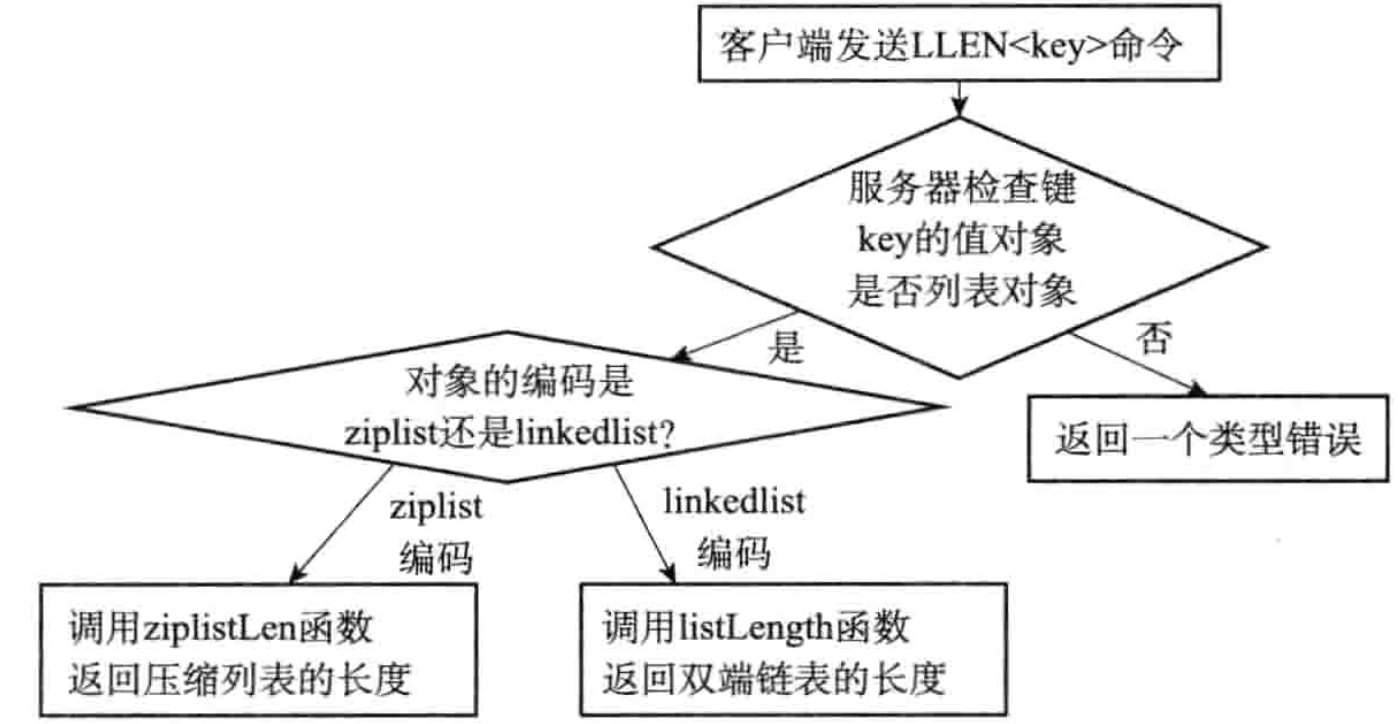 客户端发送LLEN<key>命令
服务器检查键
key的值对象
是否列表对象
是
否
对象的编码是
ziplist还是linkedlist?
返回一个类型错误
ziplist
编码
linkedlist
编码
调用ziplistLen函数
返回压缩列表的长度
调用listLength函数
返回双端链表的长度